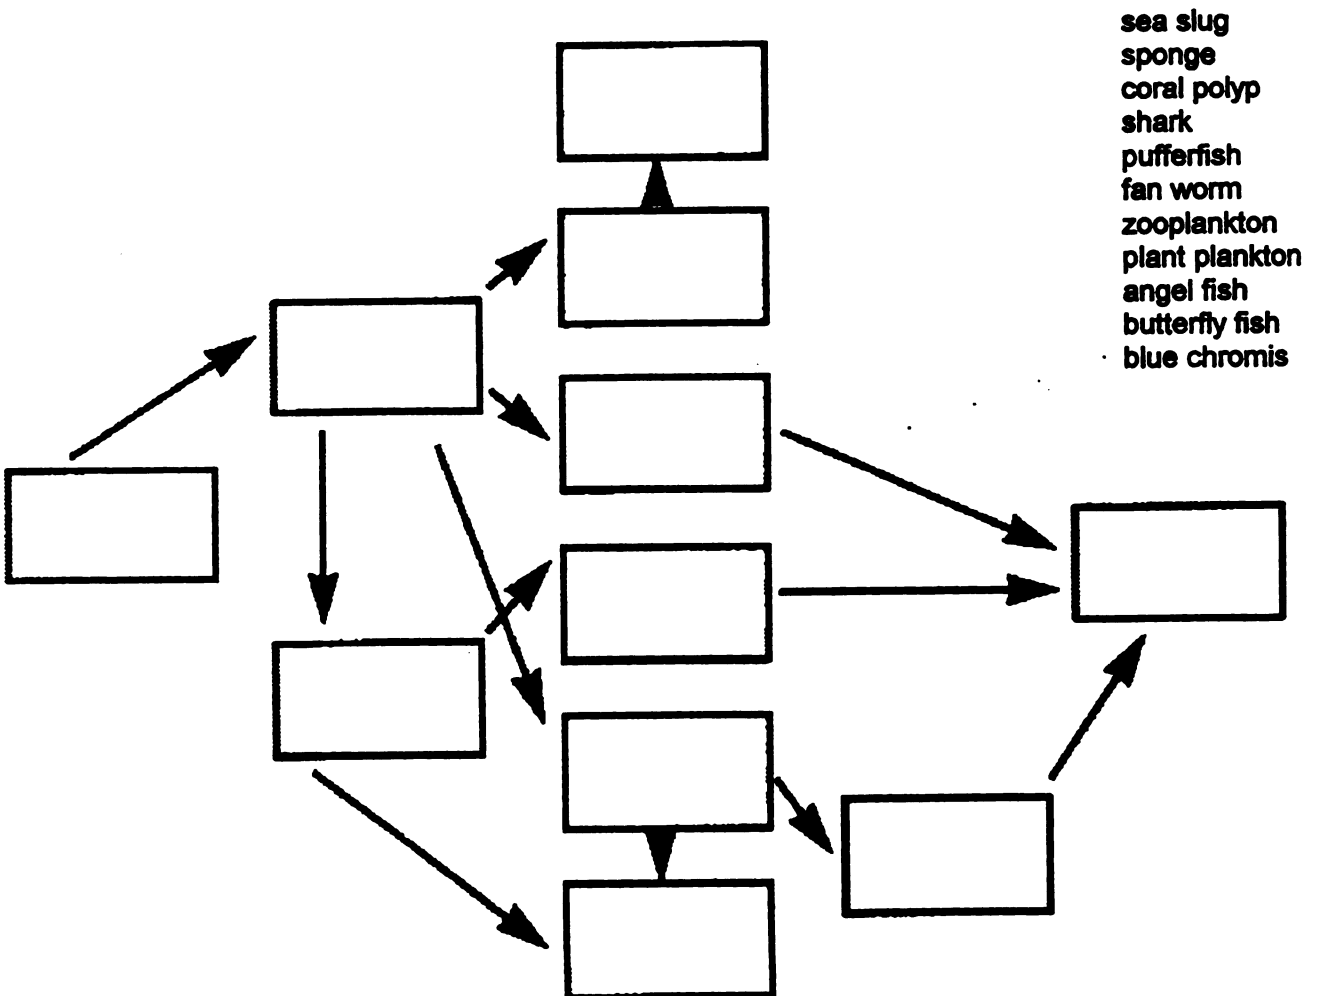 sea slug
sponge
coral polyp
shark
pufferfish
fan worm
zooplankton
plant plankton
angel fish
butterfly fish
blue chromis